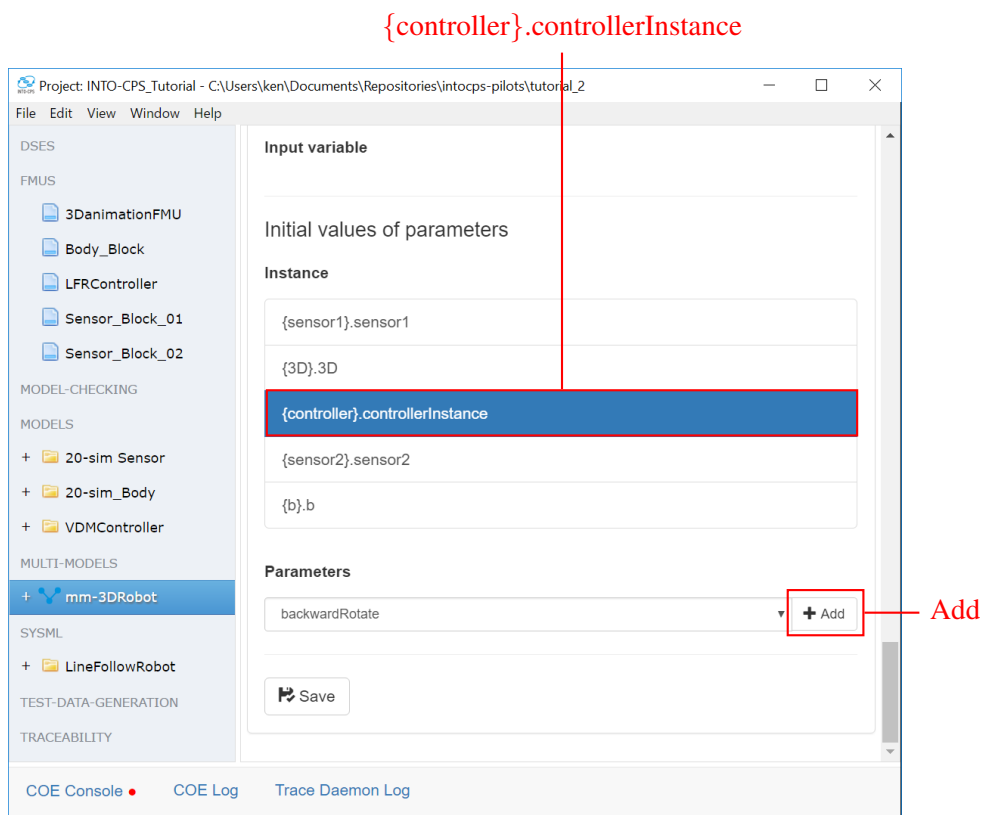 {controller}.controllerInstance
Project: INTO-CPS_Tutorial - C:\Users\ken\Documents\Repositories\intocps-pilots\tutorial_2
File Edit View Window Help
DSES
FMUS
3DanimationFMU
Body_Block
LFRController
Sensor_Block_01
Sensor_Block_02
MODEL-CHECKING
MODELS
+ 20-sim Sensor
+ 20-sim_Body
+ VDMController
MULTI-MODELS
+ mm-3DRobot
SYSML
+ LineFollowRobot
TEST-DATA-GENERATION
TRACEABILITY
Input variable
Initial values of parameters
Instance
{sensor1}.sensor1
{3D}.3D
{controller}.controllerInstance
{sensor2}.sensor2
{b}.b
Parameters
backwardRotate
+ Add
Add
Save
COE Console COE Log Trace Daemon Log